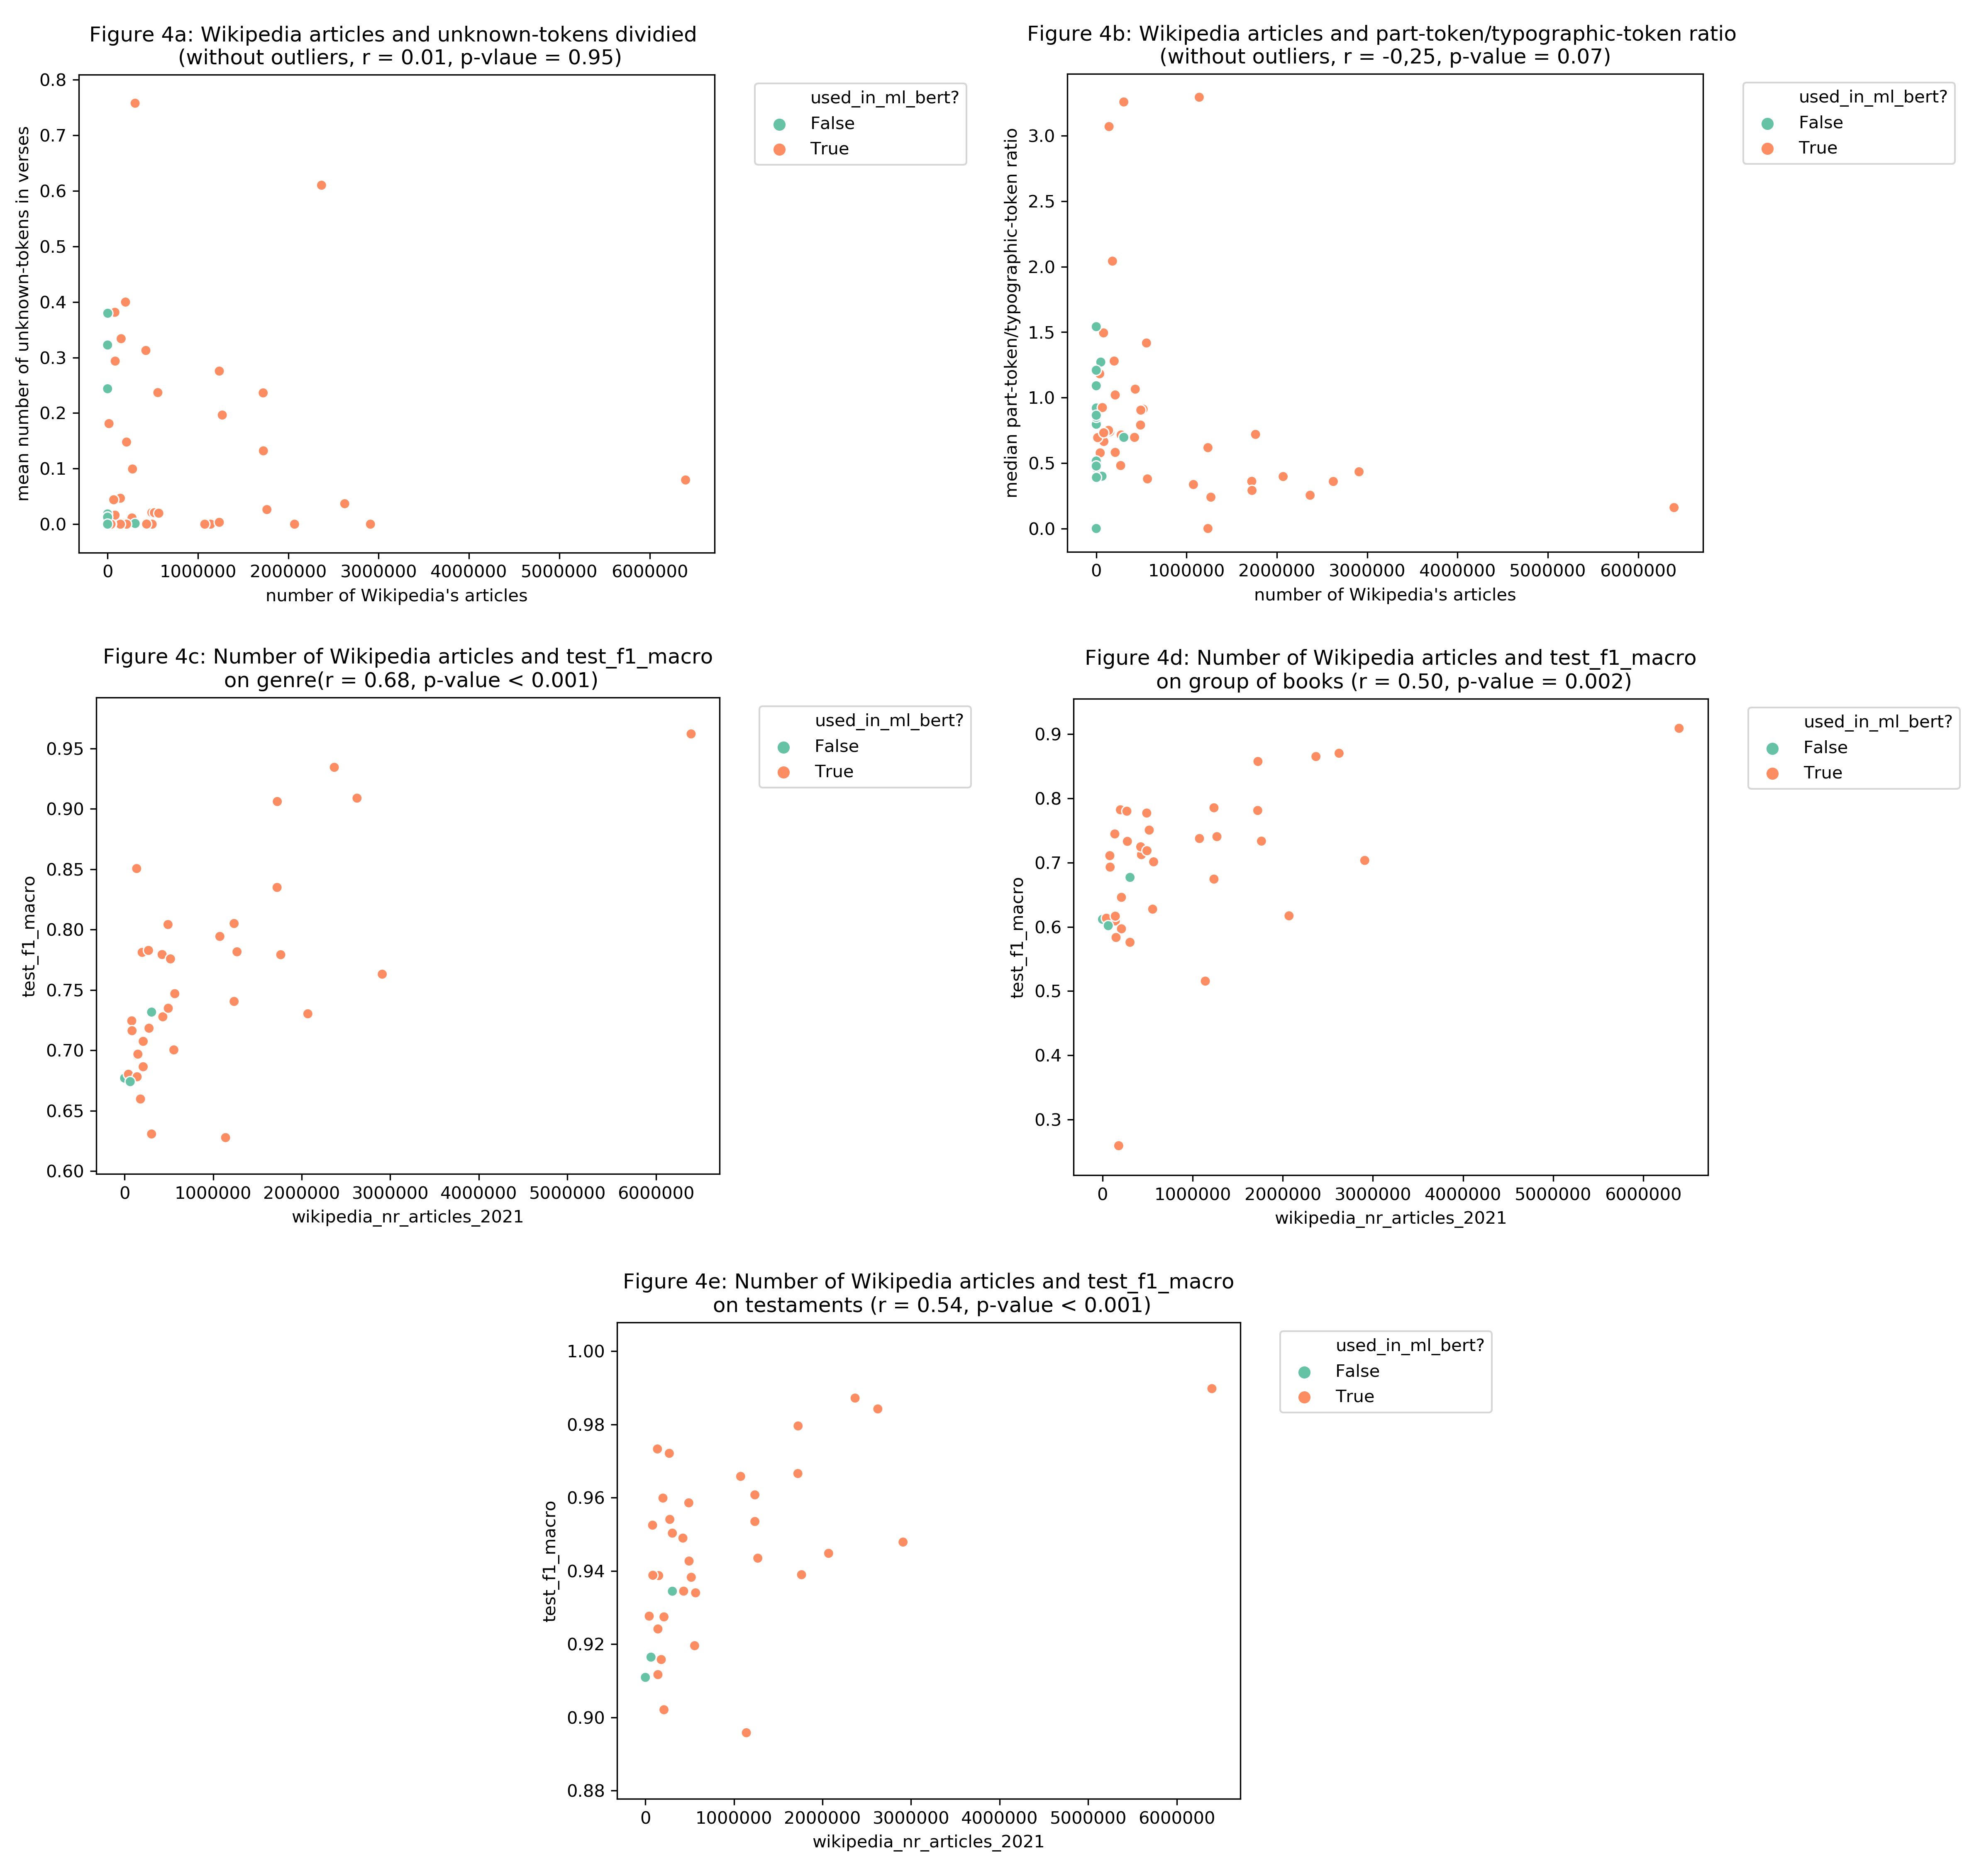 Figure 4a: Wikipedia articles and unknown-tokens dividied
(without outliers, r = 0.01, p-vlaue = 0.95)
0.8
0.7
0.6
0.5
0.4
0.3
0.2
0.1
0.0
mean number of unknown-tokens in verses
0 1000000 2000000 3000000 4000000 5000000 6000000
number of Wikipedia's articles
used_in_ml_bert?
False
True
Figure 4b: Wikipedia articles and part-token/typographic-token ratio
(without outliers, r = -0,25, p-value = 0.07)
3.0
2.5
2.0
1.5
1.0
0.5
0.0
median part-token/typographic-token ratio
0 1000000 2000000 3000000 4000000 5000000 6000000
number of Wikipedia's articles
used_in_ml_bert?
False
True
Figure 4c: Number of Wikipedia articles and test_f1_macro
on genre(r = 0.68, p-value < 0.001)
0.95
0.90
0.85
0.80
0.75
0.70
0.65
0.60
test_f1_macro
0 1000000 2000000 3000000 4000000 5000000 6000000
wikipedia_nr_articles_2021
used_in_ml_bert?
False
True
Figure 4d: Number of Wikipedia articles and test_f1_macro
on group of books (r = 0.50, p-value = 0.002)
0.9
0.8
0.7
0.6
0.5
0.4
0.3
test_f1_macro
0 1000000 2000000 3000000 4000000 5000000 6000000
wikipedia_nr_articles_2021
used_in_ml_bert?
False
True
Figure 4e: Number of Wikipedia articles and test_f1_macro
on testaments (r = 0.54, p-value < 0.001)
1.00
0.98
0.96
0.94
0.92
0.90
0.88
test_f1_macro
0 1000000 2000000 3000000 4000000 5000000 6000000
wikipedia_nr_articles_2021
used_in_ml_bert?
False
True